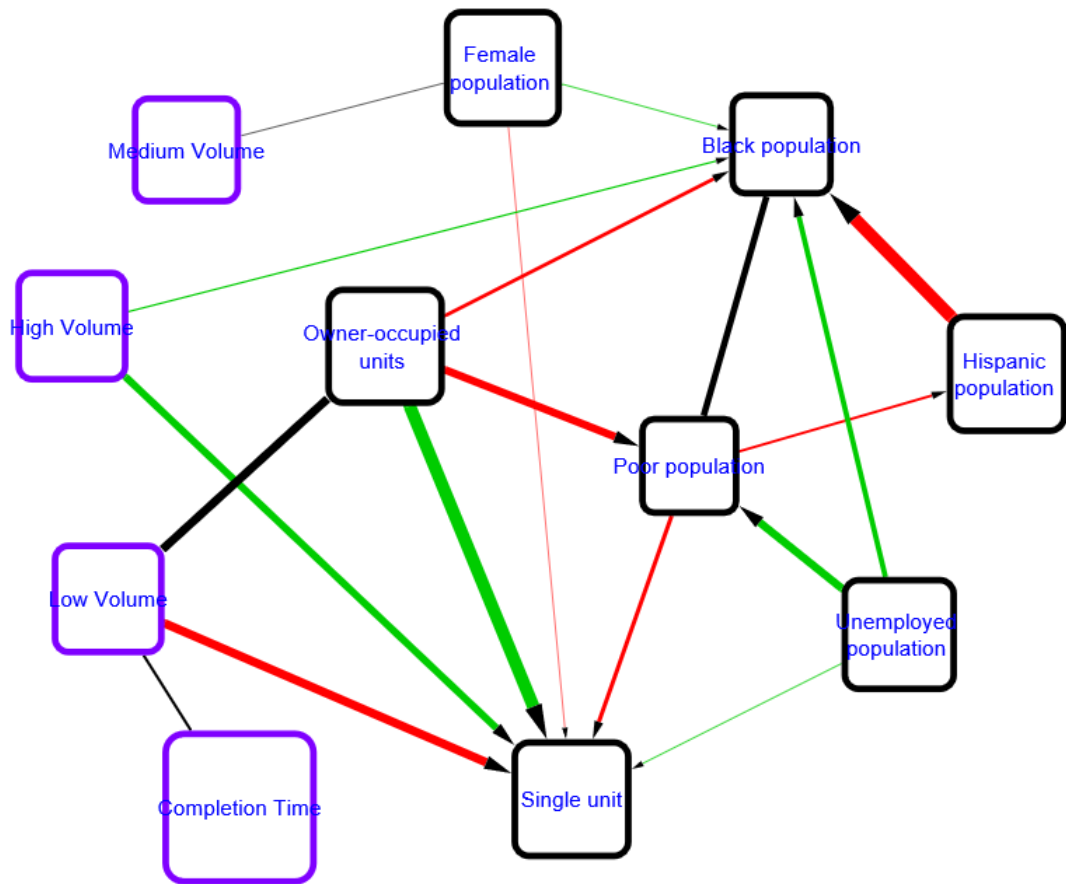 Female
population
Medium Volume
Black population
High Volume
Owner-occupied
units
Hispanic
population
Poor population
Low Volume
Unemployed
population
Single unit
Completion Time